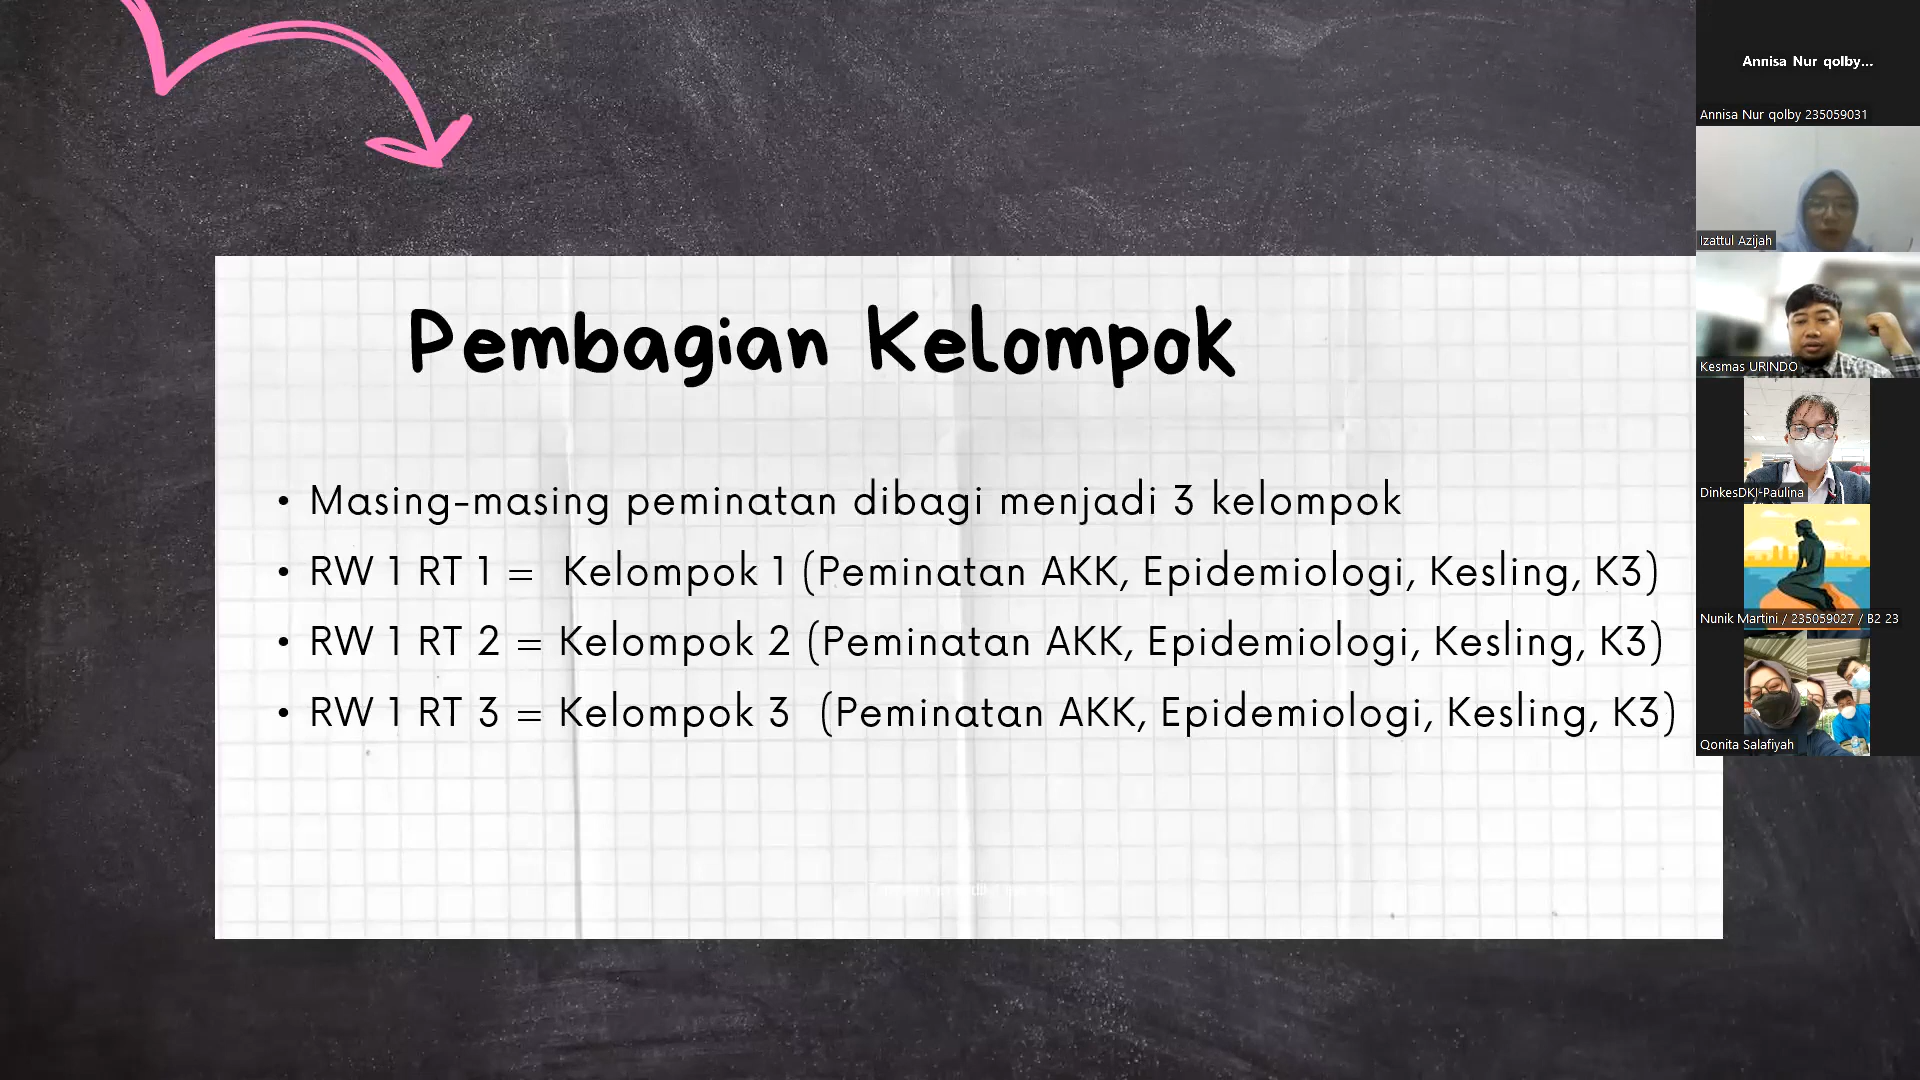 Pembagian Kelompok
• Masing-masing peminatan dibagi menjadi 3 kelompok
• RW 1 RT 1 = Kelompok 1 (Peminatan AKK, Epidemiologi, Kesling, K3)
• RW 1 RT 2 = Kelompok 2 (Peminatan AKK, Epidemiologi, Kesling, K3)
• RW 1 RT 3 = Kelompok 3 (Peminatan AKK, Epidemiologi, Kesling, K3)
Annisa Nur qolby...
Annisa Nur qolby 235059031
Izattul Azijah
Kesmas URINDO
DinkesDKI-Paulina
Nunik Martini / 235059027 / B2 23
Qonita Salafiyah